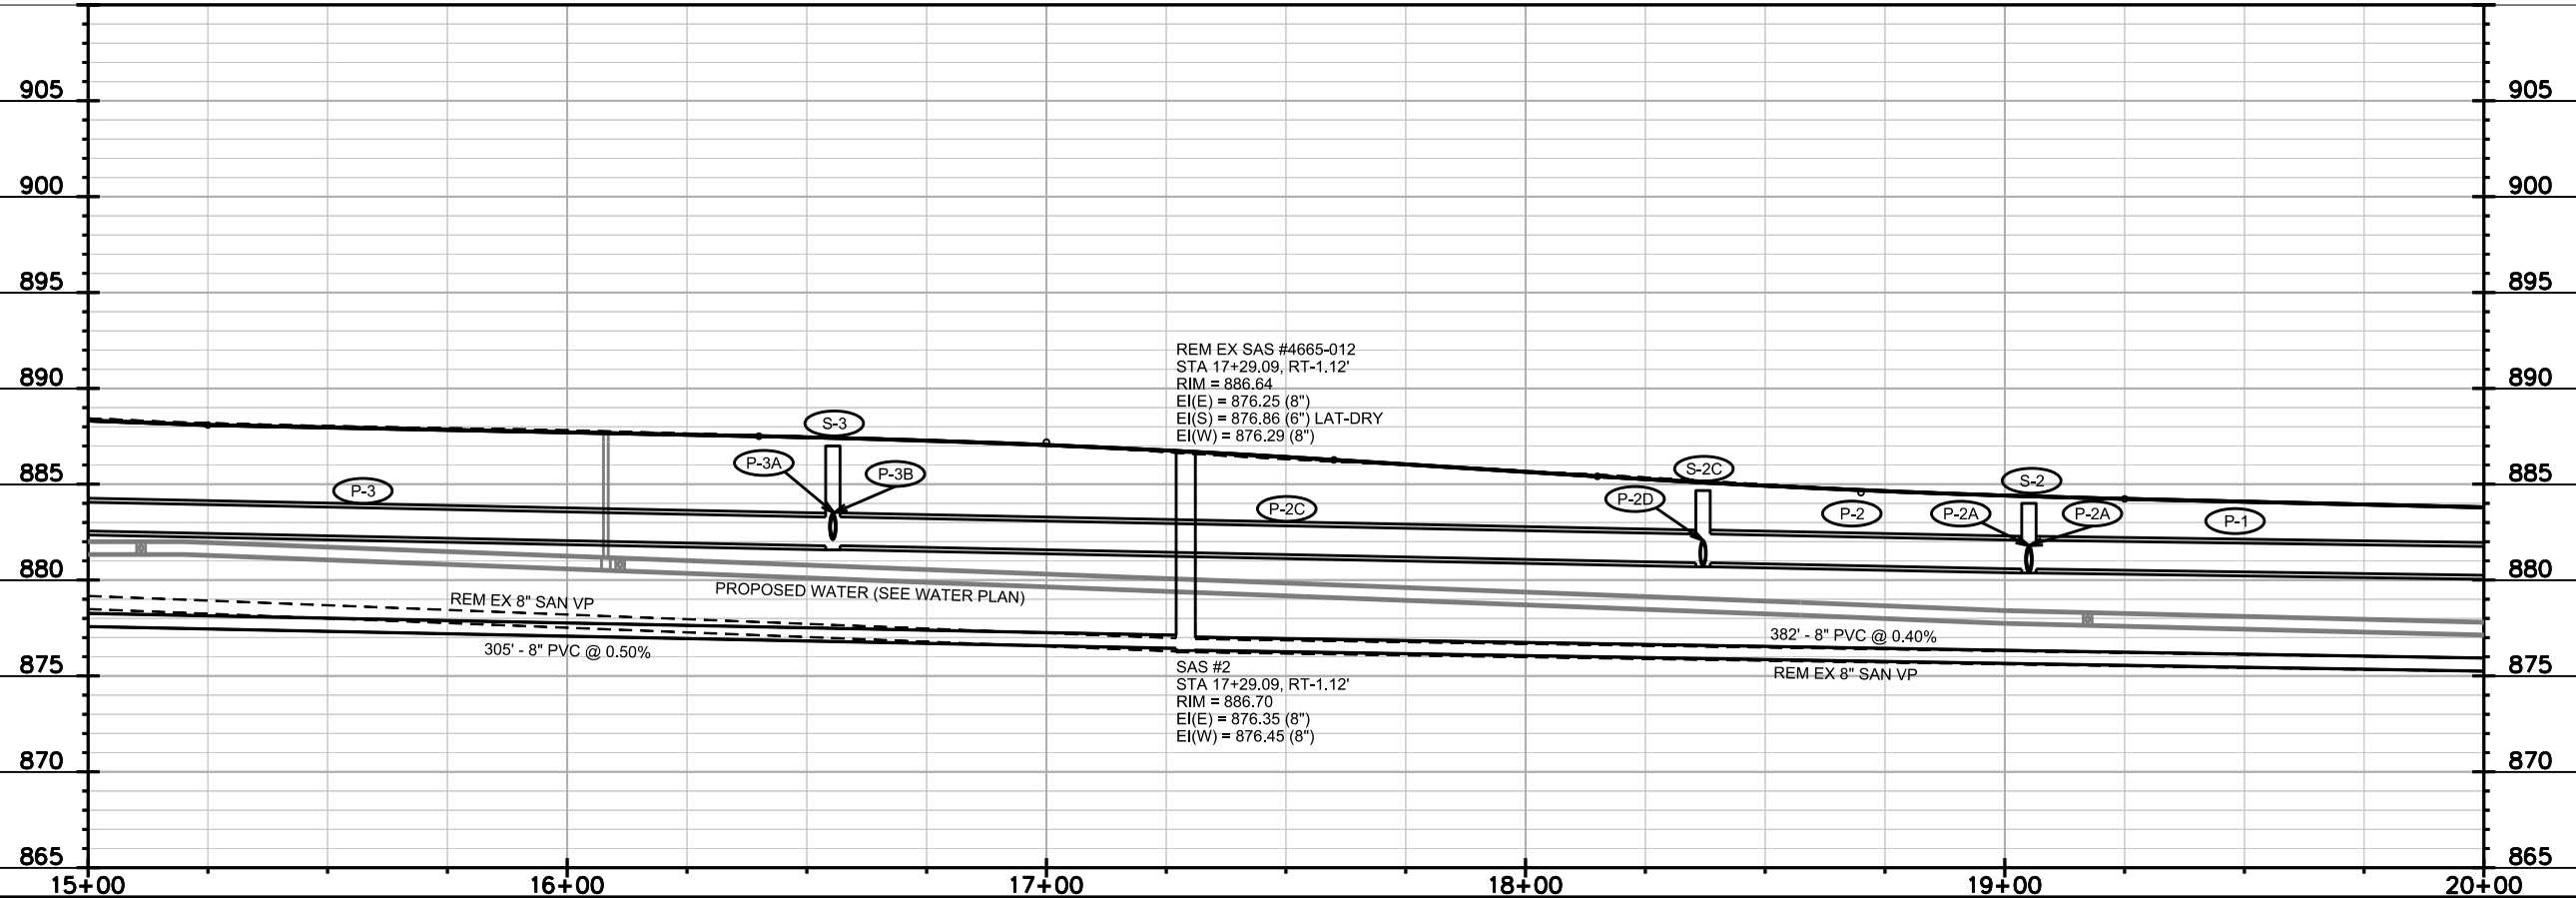 905
905
900
900
895
895
REM EX SAS #4665-012
STA 17+29.09, RT-1.12'
890
RIM = 886.64
890
EI(E) = 876.25 (8")
EI(S) = 876.86 (6") LAT-DRY
EI(W) = 876.29 (8")
S-3
P-3A
P-3B
S-2C
S-2
885
885
P-3
P-2C
P-2D
P-2
P-2A
P-2A
P-1
880
880
PROPOSED WATER (SEE WATER PLAN)
REM EX 8" SAN VP
382' - 8" PVC @ 0.40%
305' - 8" PVC @ 0.50%
875
REM EX 8" SAN VP
875
SAS #2
STA 17+29.09, RT-1.12'
RIM = 886.70
EI(E) = 876.35 (8")
EI(W) = 876.45 (8")
870
870
865
865
15+00 16+00 17+00 18+00 19+00 20+00